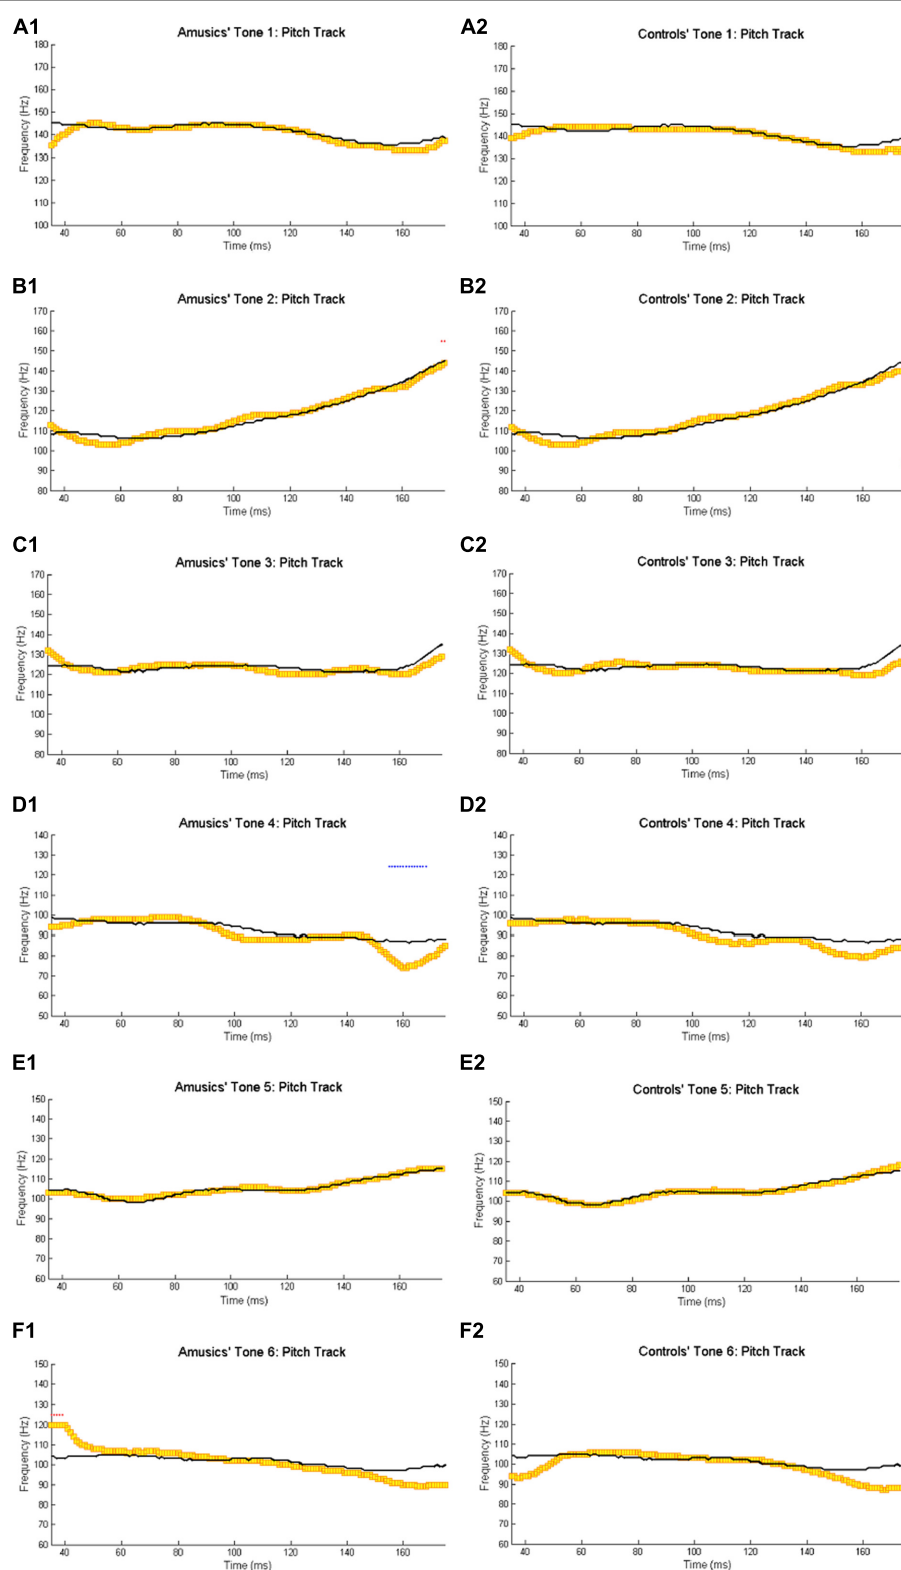 A1
Amusics' Tone 1: Pitch Track
180
170
160
150
140
130
120
110
100
Frequency (Hz)
40 60 80 100 120 140 160
Time (ms)
A2
Controls' Tone 1: Pitch Track
180
170
160
150
140
130
120
110
100
Frequency (Hz)
40 60 80 100 120 140 160
Time (ms)
B1
Amusics' Tone 2: Pitch Track
170
160
150
140
130
120
110
100
90
80
Frequency (Hz)
40 60 80 100 120 140 160
Time (ms)
B2
Controls' Tone 2: Pitch Track
170
160
150
140
130
120
110
100
90
80
Frequency (Hz)
40 60 80 100 120 140 160
Time (ms)
C1
Amusics' Tone 3: Pitch Track
170
160
150
140
130
120
110
100
90
80
Frequency (Hz)
40 60 80 100 120 140 160
Time (ms)
C2
Controls' Tone 3: Pitch Track
170
160
150
140
130
120
110
100
90
80
Frequency (Hz)
40 60 80 100 120 140 160
Time (ms)
D1
Amusics' Tone 4: Pitch Track
140
130
120
110
100
90
80
70
60
50
Frequency (Hz)
40 60 80 100 120 140 160
Time (ms)
D2
Controls' Tone 4: Pitch Track
140
130
120
110
100
90
80
70
60
50
Frequency (Hz)
40 60 80 100 120 140 160
Time (ms)
E1
Amusics' Tone 5: Pitch Track
150
140
130
120
110
100
90
80
70
60
Frequency (Hz)
40 60 80 100 120 140 160
Time (ms)
E2
Controls' Tone 5: Pitch Track
150
140
130
120
110
100
90
80
70
60
Frequency (Hz)
40 60 80 100 120 140 160
Time (ms)
F1
Amusics' Tone 6: Pitch Track
150
140
130
120
110
100
90
80
70
60
Frequency (Hz)
40 60 80 100 120 140 160
Time (ms)
F2
Controls' Tone 6: Pitch Track
150
140
130
120
110
100
90
80
70
60
Frequency (Hz)
40 60 80 100 120 140 160
Time (ms)